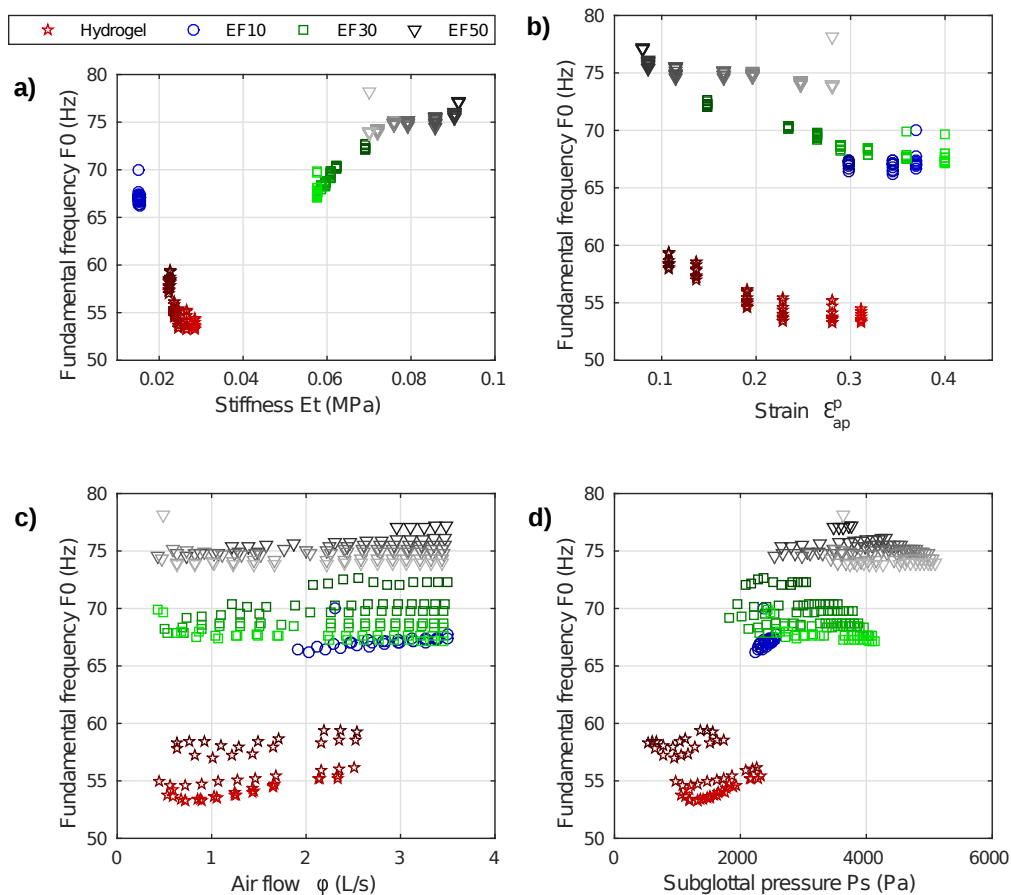 Hydrogel EF10 EF30 EF50
a)
Fundamental frequency F0 (Hz)
80
75
70
65
60
55
50
0.02 0.04 0.06 0.08 0.1
Stiffness Et (MPa)
b)
Fundamental frequency F0 (Hz)
80
75
70
65
60
55
50
0.1 0.2 0.3 0.4
Strain ε_ap^p
c)
Fundamental frequency F0 (Hz)
80
75
70
65
60
55
50
0 1 2 3 4
Air flow φ (L/s)
d)
Fundamental frequency F0 (Hz)
80
75
70
65
60
55
50
0 2000 4000 6000
Subglottal pressure Ps (Pa)